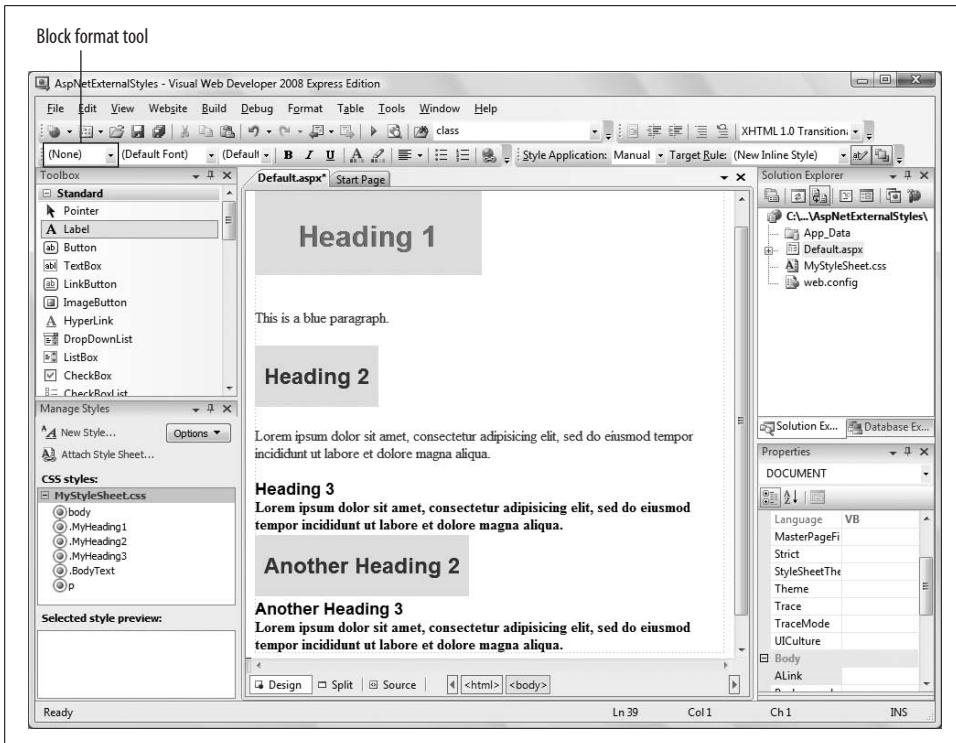 Block format tool
AspNetExternalStyles - Visual Web Developer 2008 Express Edition
File Edit View Website Build Debug Format Table Tools Window Help
class
XHTML 1.0 Transition
(None) (Default Font) (Default B I U A Style Application: Manual Target Rule: (New Inline Style)
Toolbox
Standard
Pointer
A Label
ab Button
abl TextBox
ab LinkButton
ImageButton
A HyperLink
DropDownList
ListBox
CheckBox
CheckBoxList
Manage Styles
New Style... Options
Attach Style Sheet...
CSS styles:
MyStyleSheet.css
body
.MyHeading1
.MyHeading2
.MyHeading3
.BodyText
p
Selected style preview:
Default.aspx* Start Page
Heading 1
This is a blue paragraph.
Heading 2
Lorem ipsum dolor sit amet, consectetur adipisicing elit, sed do eiusmod tempor
incididunt ut labore et dolore magna aliqua.
Heading 3
Lorem ipsum dolor sit amet, consectetur adipisicing elit, sed do eiusmod
tempor incididunt ut labore et dolore magna aliqua.
Another Heading 2
Another Heading 3
Lorem ipsum dolor sit amet, consectetur adipisicing elit, sed do eiusmod
tempor incididunt ut labore et dolore magna aliqua.
Design Split Source <html> <body>
Solution Explorer
C:\...\AspNetExternalStyles\
App_Data
Default.aspx
MyStyleSheet.css
web.config
Solution Ex... Database Ex...
Properties
DOCUMENT
Language VB
MasterPageFi
Strict
StyleSheetThe
Theme
Trace
TraceMode
UICulture
Body
ALink
Ready Ln 39 Col 1 Ch 1 INS